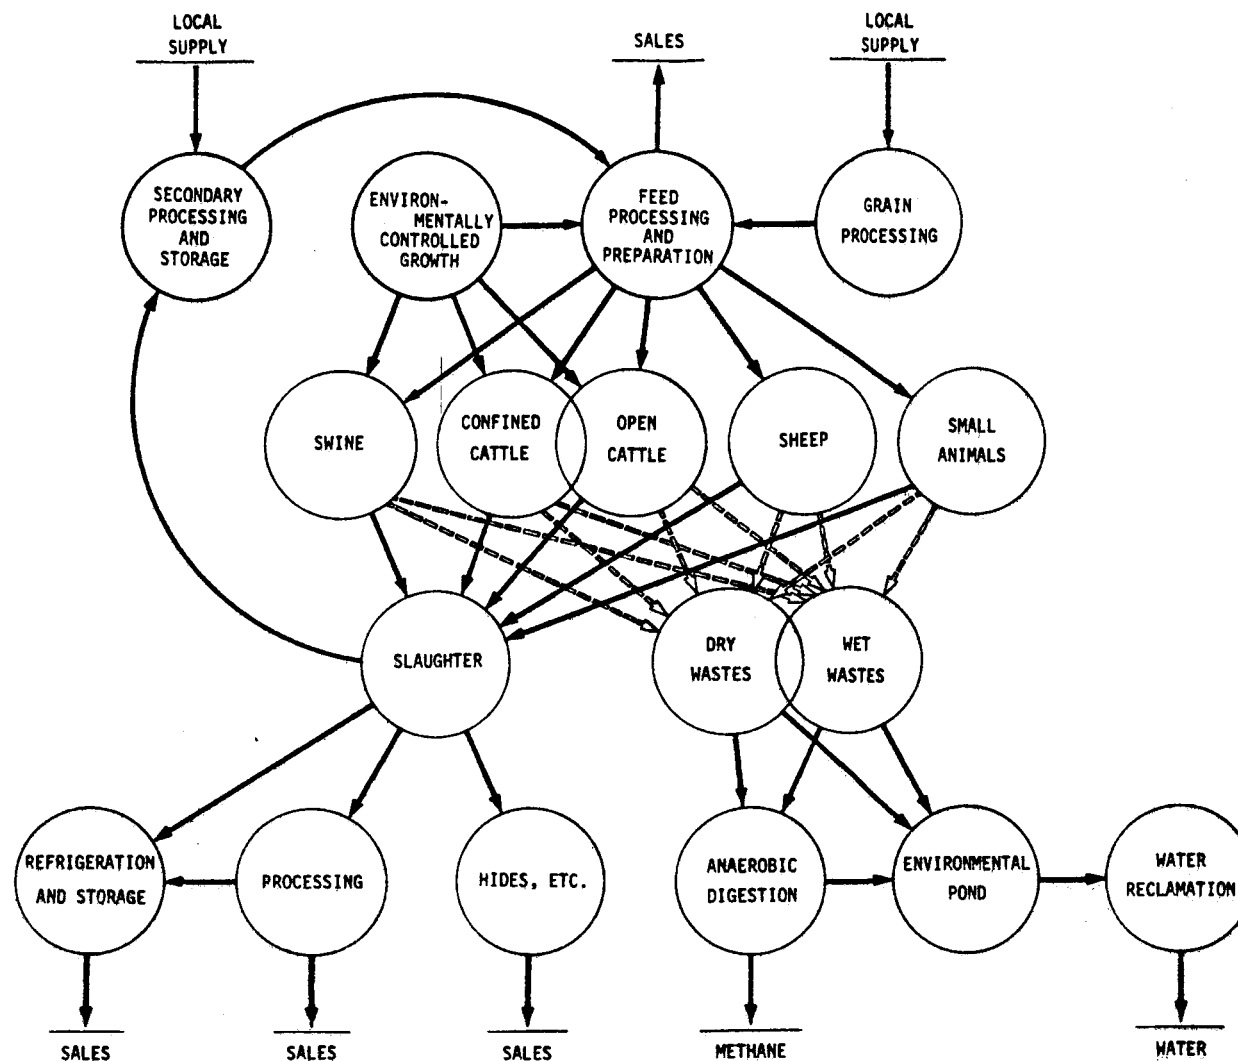 LOCAL
SUPPLY
SALES
LOCAL
SUPPLY
SECONDARY
PROCESSING
AND
STORAGE
ENVIRON-
MENTALLY
CONTROLLED
GROWTH
FEED
PROCESSING
AND
PREPARATION
GRAIN
PROCESSING
SWINE
CONFINED
CATTLE
OPEN
CATTLE
SHEEP
SMALL
ANIMALS
SLAUGHTER
DRY
WASTES
WET
WASTES
REFRIGERATION
AND STORAGE
PROCESSING
HIDES, ETC.
ANAEROBIC
DIGESTION
ENVIRONMENTAL
POND
WATER
RECLAMATION
SALES
SALES
SALES
METHANE
WATER